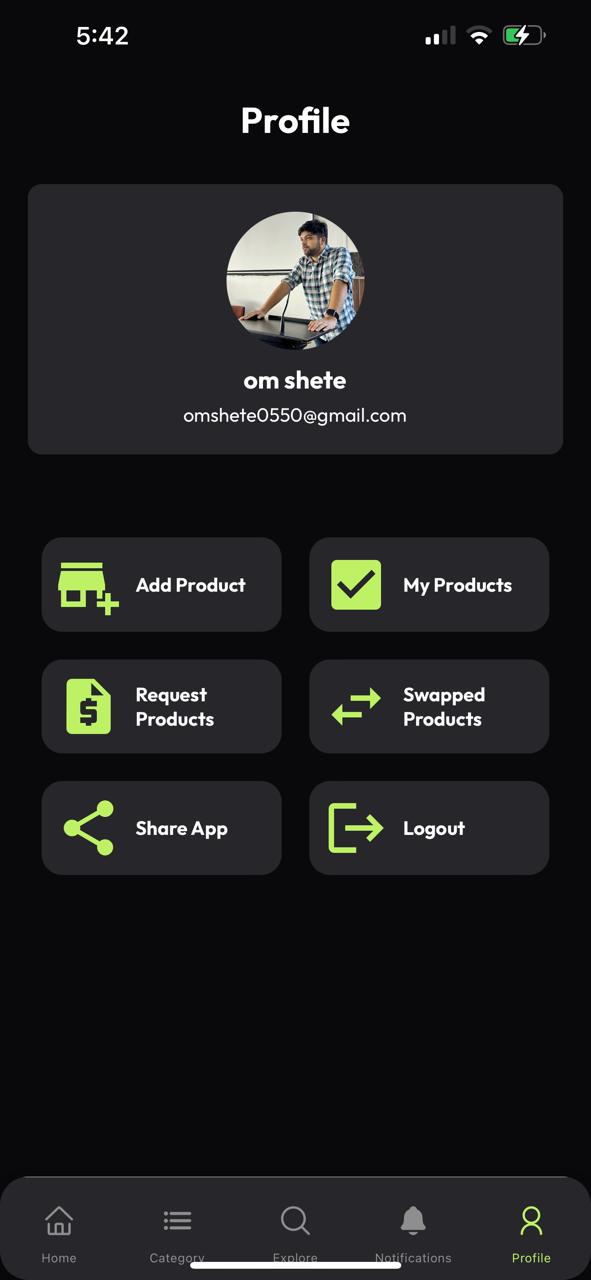 5:42
Profile
om shete
omshete0550@gmail.com
Add Product
My Products
Request
Products
Swapped
Products
Share App
Logout
Home
Category
Explore
Notifications
Profile